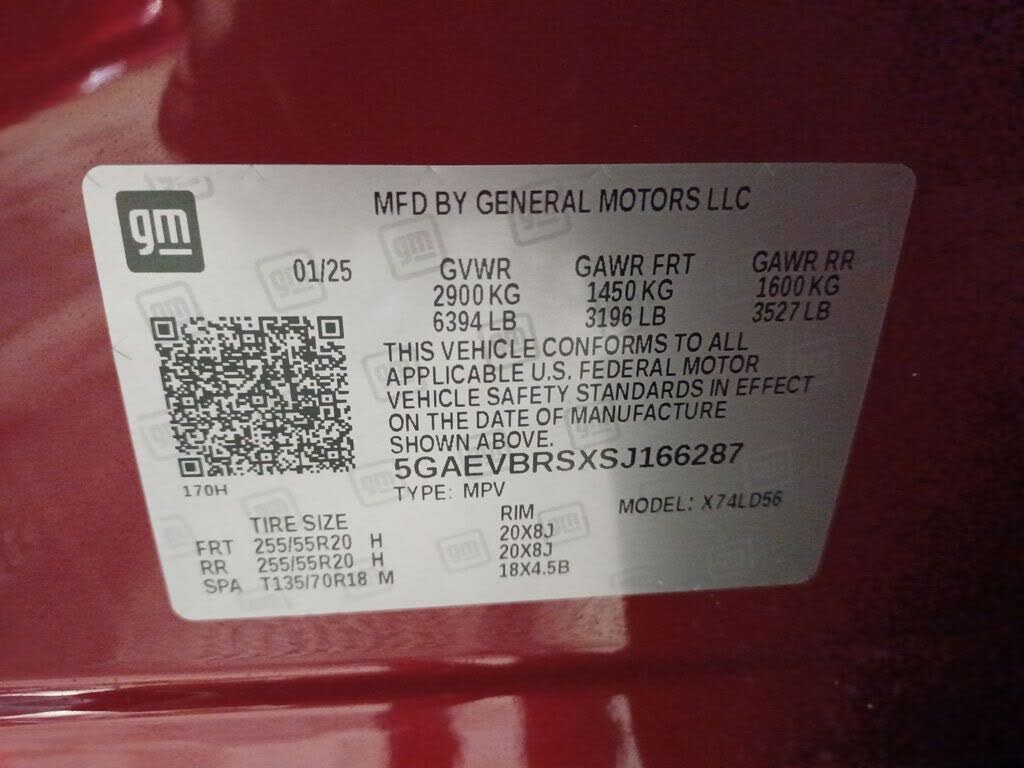 gm
MFD BY GENERAL MOTORS LLC
01/25 GVWR GAWR FRT GAWR RR
2900 KG 1450 KG 1600 KG
6394 LB 3196 LB 3527 LB
THIS VEHICLE CONFORMS TO ALL
APPLICABLE U.S. FEDERAL MOTOR
VEHICLE SAFETY STANDARDS IN EFFECT
ON THE DATE OF MANUFACTURE
SHOWN ABOVE.
5GAEVBRSXSJ166287
170H
TYPE: MPV MODEL: X74LD56
TIRE SIZE RIM
FRT 255/55R20 H 20X8J
RR 255/55R20 H 20X8J
SPA T135/70R18 M 18X4.5B